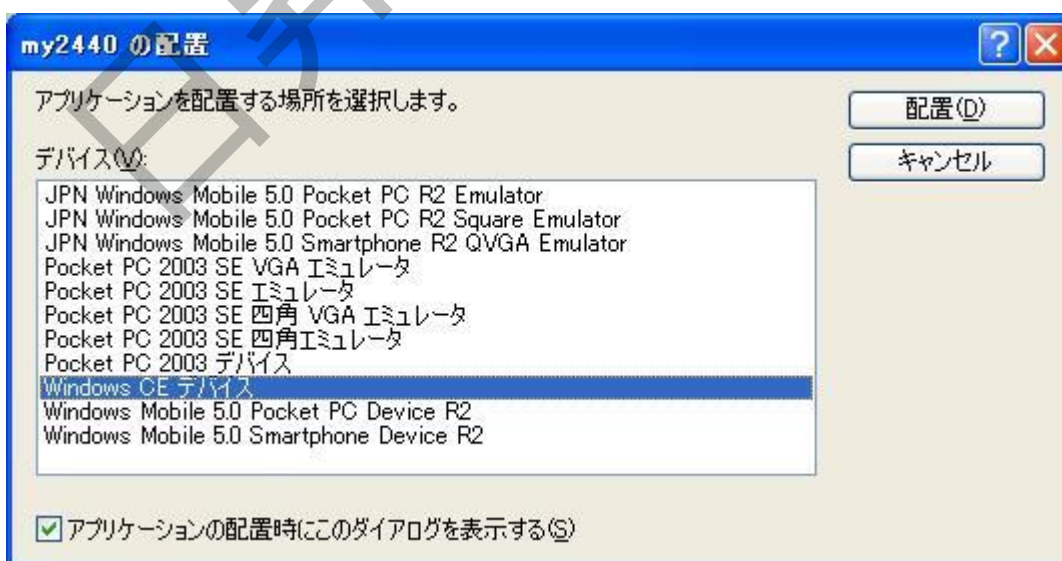 my2440 の配置
アプリケーションを配置する場所を選択します。
配置(D)
デバイス(V):
キャンセル
JPN Windows Mobile 5.0 Pocket PC R2 Emulator
JPN Windows Mobile 5.0 Pocket PC R2 Square Emulator
JPN Windows Mobile 5.0 Smartphone R2 QVGA Emulator
Pocket PC 2003 SE VGA エミュレータ
Pocket PC 2003 SE エミュレータ
Pocket PC 2003 SE 四角 VGA エミュレータ
Pocket PC 2003 SE 四角エミュレータ
Pocket PC 2003 デバイス
Windows CE デバイス
Windows Mobile 5.0 Pocket PC Device R2
Windows Mobile 5.0 Smartphone Device R2
アプリケーションの配置時にこのダイアログを表示する(S)